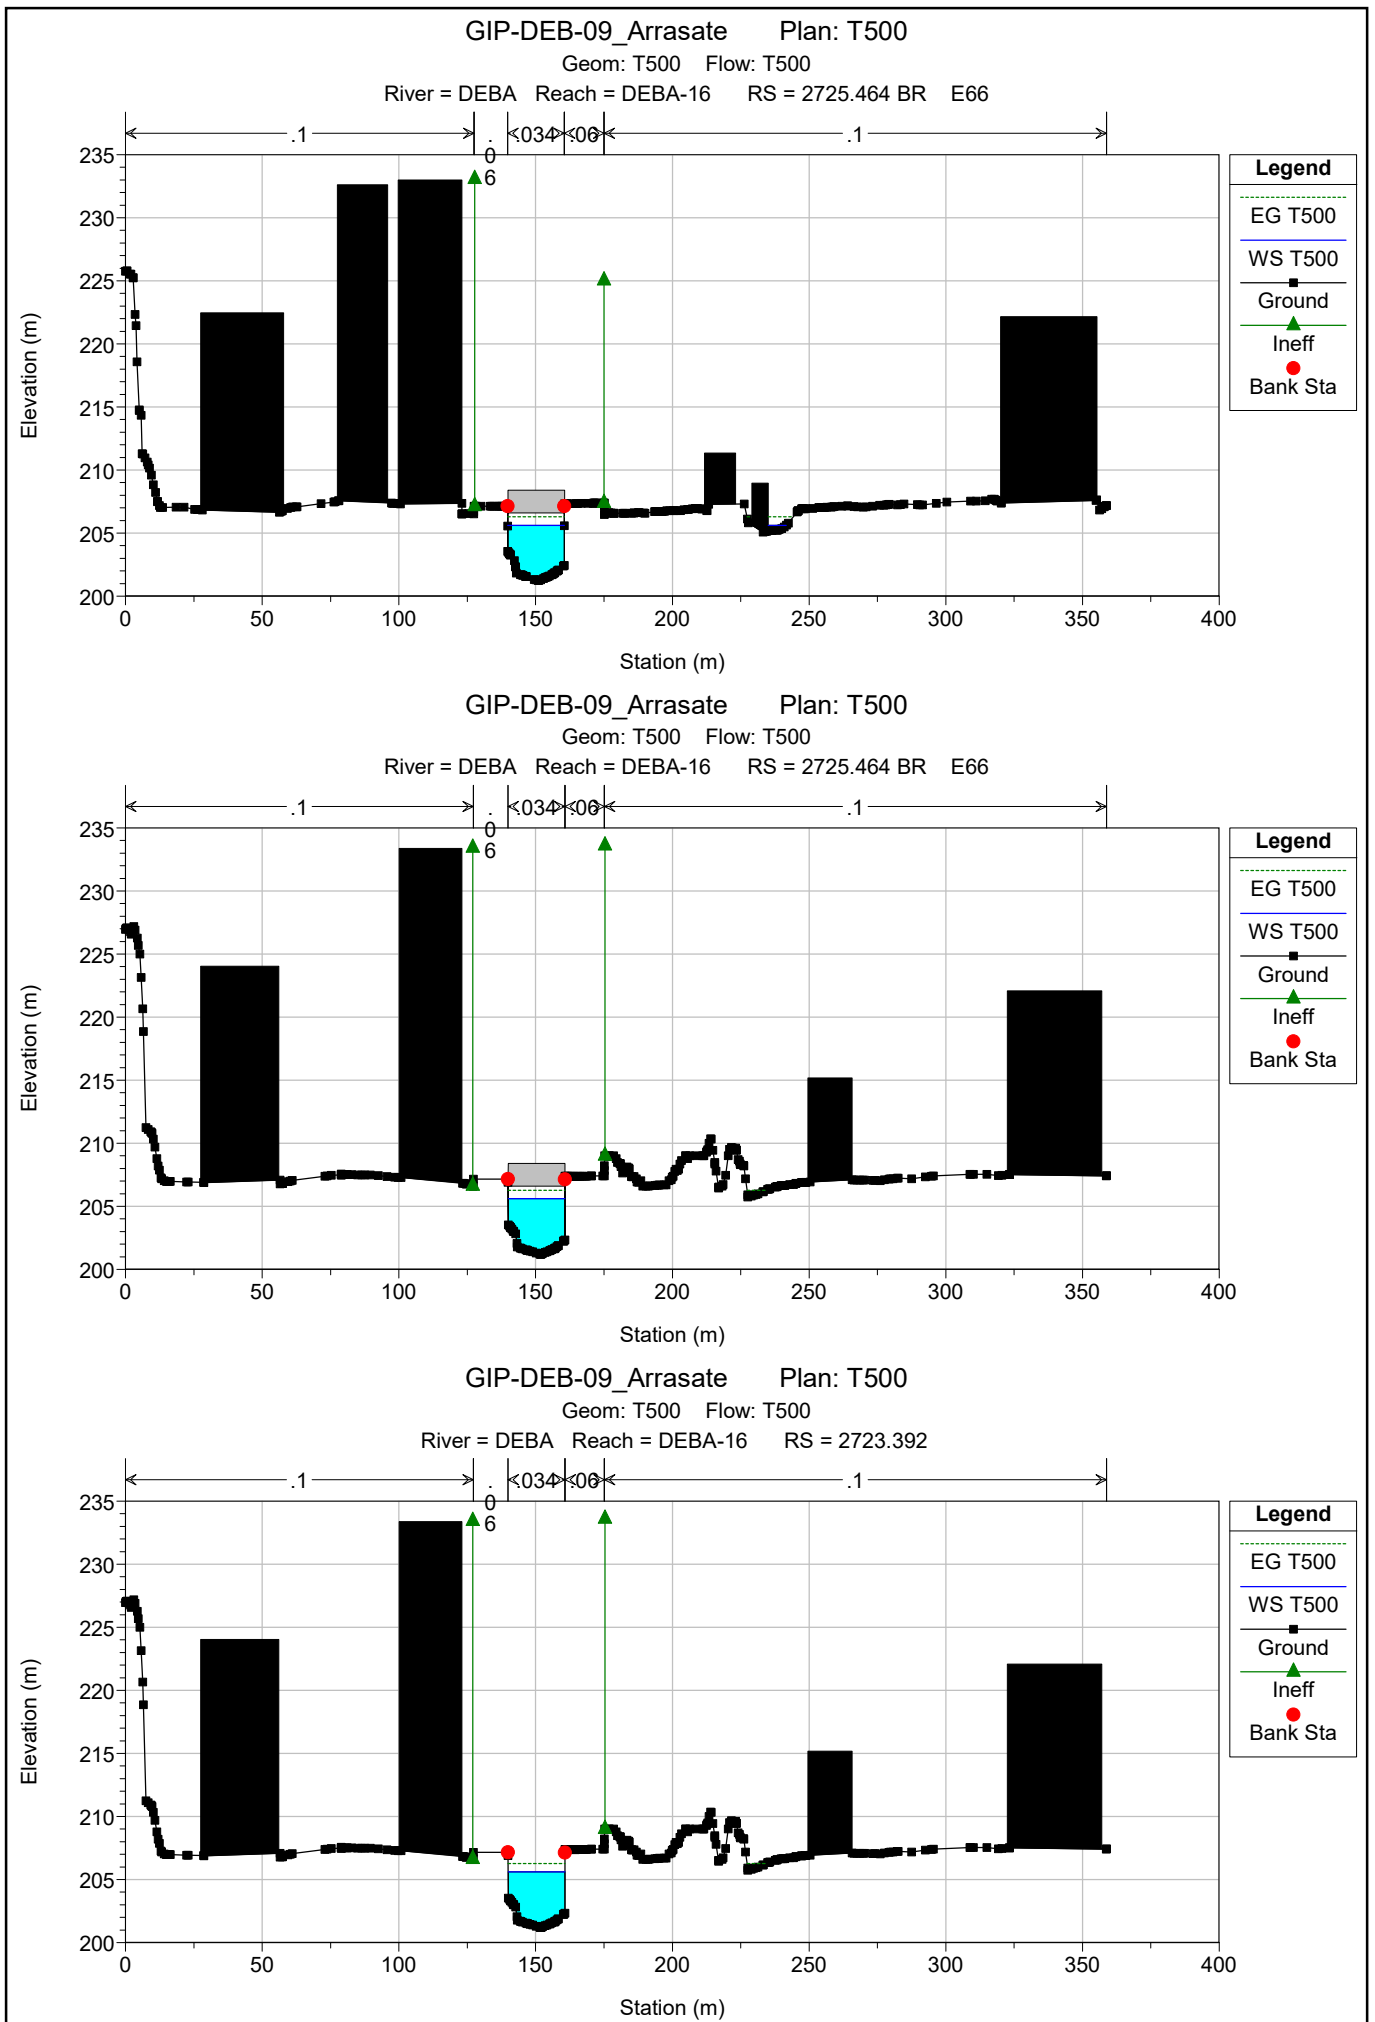 GIP-DEB-09_Arrasate Plan: T500
Geom: T500 Flow: T500
River = DEBA Reach = DEBA-16 RS = 2725.464 BR E66
.1 .06 .034 .06 .1
Elevation (m)
235
230
225
220
215
210
205
200
0 50 100 150 200 250 300 350 400
Station (m)
Legend
EG T500
WS T500
Ground
Ineff
Bank Sta
GIP-DEB-09_Arrasate Plan: T500
Geom: T500 Flow: T500
River = DEBA Reach = DEBA-16 RS = 2725.464 BR E66
.1 .06 .034 .06 .1
Elevation (m)
235
230
225
220
215
210
205
200
0 50 100 150 200 250 300 350 400
Station (m)
Legend
EG T500
WS T500
Ground
Ineff
Bank Sta
GIP-DEB-09_Arrasate Plan: T500
Geom: T500 Flow: T500
River = DEBA Reach = DEBA-16 RS = 2723.392
.1 .06 .034 .06 .1
Elevation (m)
235
230
225
220
215
210
205
200
0 50 100 150 200 250 300 350 400
Station (m)
Legend
EG T500
WS T500
Ground
Ineff
Bank Sta